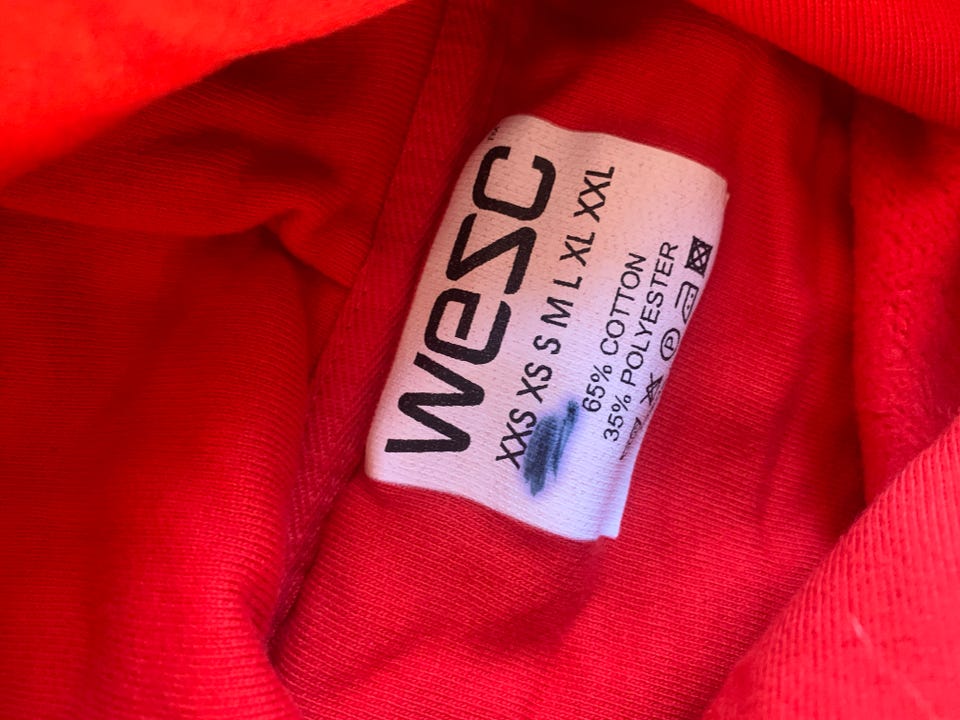 wesc
XXS XS S M L XL XXL
65% COTTON
35% POLYESTER
P